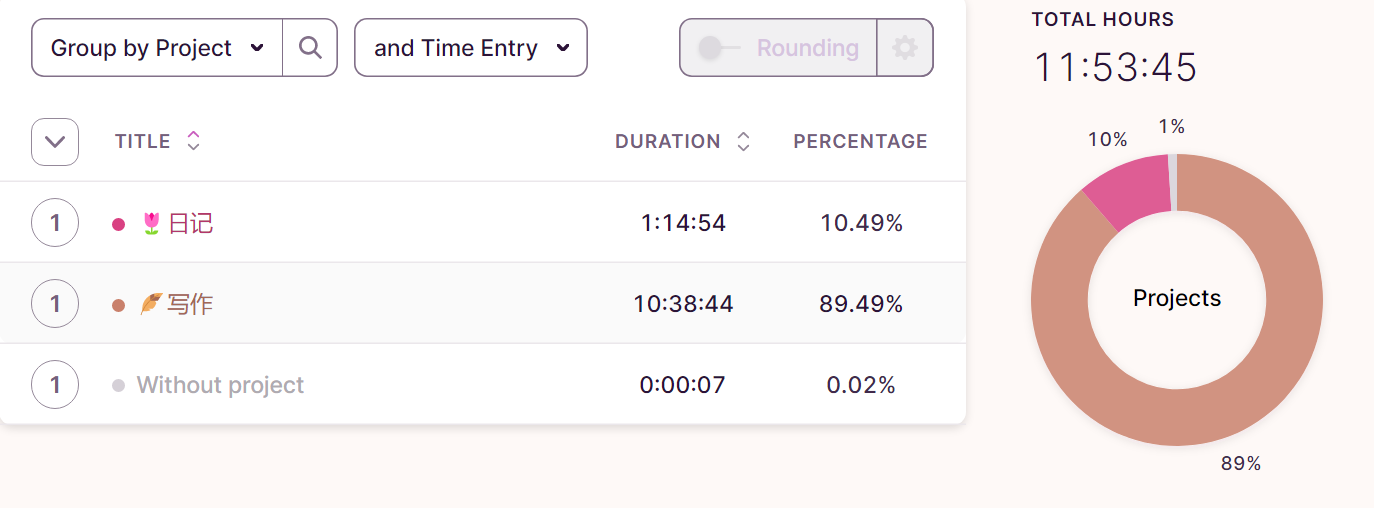 Group by Project
and Time Entry
Rounding
TITLE DURATION PERCENTAGE
1 🌷日记 1:14:54 10.49%
1 🍂写作 10:38:44 89.49%
1 Without project 0:00:07 0.02%
TOTAL HOURS
11:53:45
10% 1%
Projects
89%